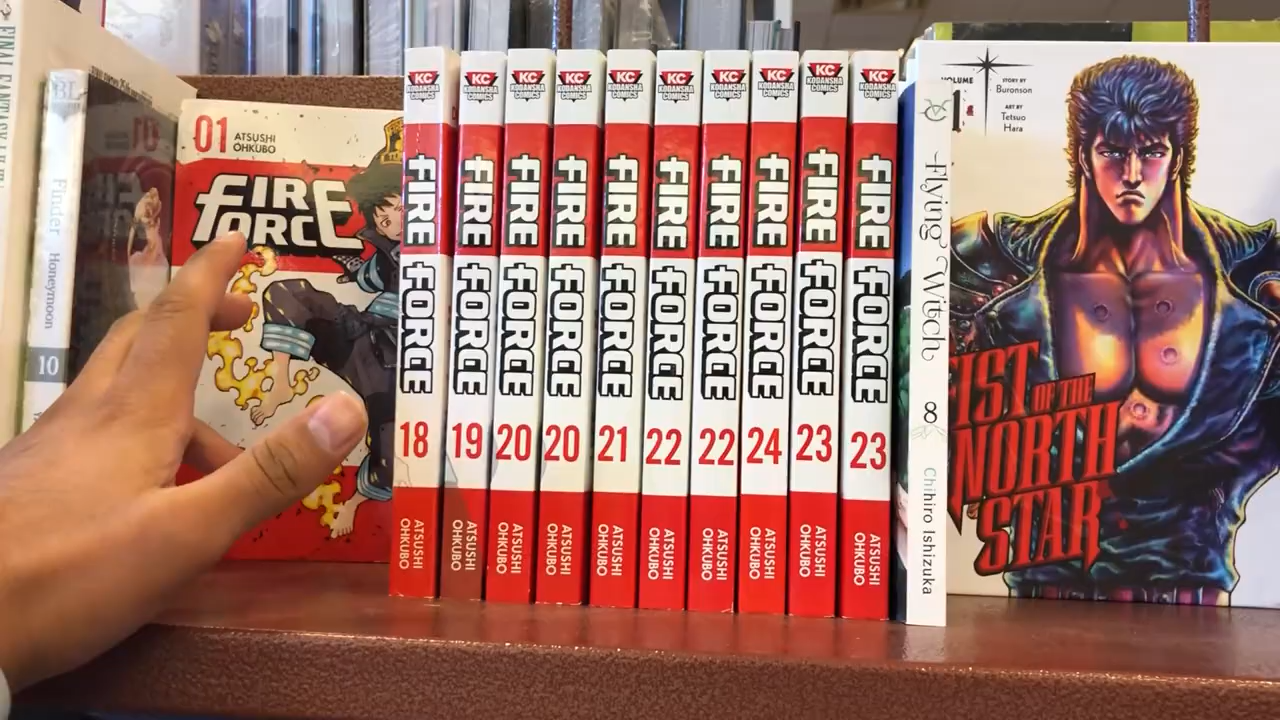 Finder Honeymoon
10
01
ATSUSHI
OHKUBO
FIRE
FORCE
KC
KODANSHA
COMICS
FIRE FORCE
18
ATSUSHI
OHKUBO
KC
KODANSHA
COMICS
FIRE FORCE
19
ATSUSHI
OHKUBO
KC
KODANSHA
COMICS
FIRE FORCE
20
ATSUSHI
OHKUBO
KC
KODANSHA
COMICS
FIRE FORCE
20
ATSUSHI
OHKUBO
KC
KODANSHA
COMICS
FIRE FORCE
21
ATSUSHI
OHKUBO
KC
KODANSHA
COMICS
FIRE FORCE
22
ATSUSHI
OHKUBO
KC
KODANSHA
COMICS
FIRE FORCE
22
ATSUSHI
OHKUBO
KC
KODANSHA
COMICS
FIRE FORCE
24
ATSUSHI
OHKUBO
KC
KODANSHA
COMICS
FIRE FORCE
23
ATSUSHI
OHKUBO
KC
KODANSHA
COMICS
FIRE FORCE
23
ATSUSHI
OHKUBO
Flying Witch
8
Chihiro Ishizuka
VOLUME
1
STORY BY
Buronson
ART BY
Tetsuo
Hara
FIST OF THE
NORTH
STAR